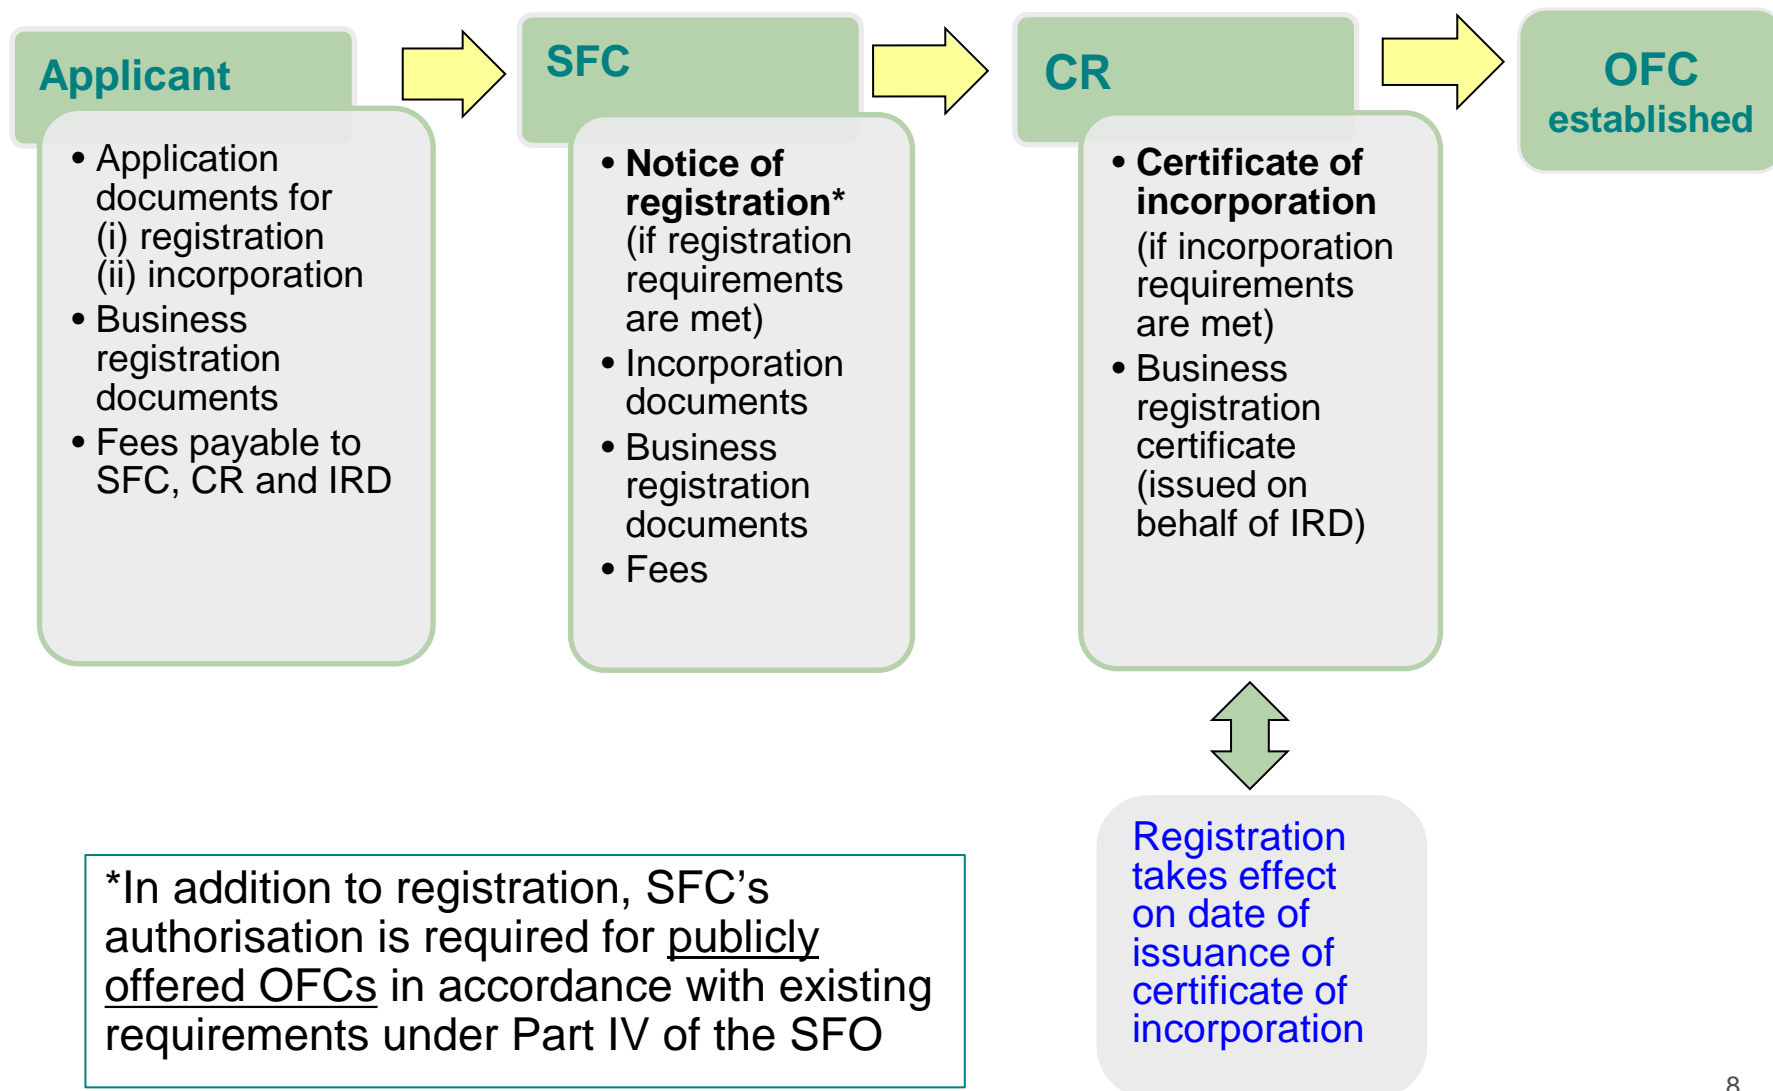 Applicant
• Application
documents for
(i) registration
(ii) incorporation
• Business
registration
documents
• Fees payable to
SFC, CR and IRD
SFC
• Notice of
registration*
(if registration
requirements
are met)
• Incorporation
documents
• Business
registration
documents
• Fees
CR
• Certificate of
incorporation
(if incorporation
requirements
are met)
• Business
registration
certificate
(issued on
behalf of IRD)
OFC
established
Registration
takes effect
on date of
issuance of
certificate of
incorporation
*In addition to registration, SFC’s
authorisation is required for publicly
offered OFCs in accordance with existing
requirements under Part IV of the SFO
8